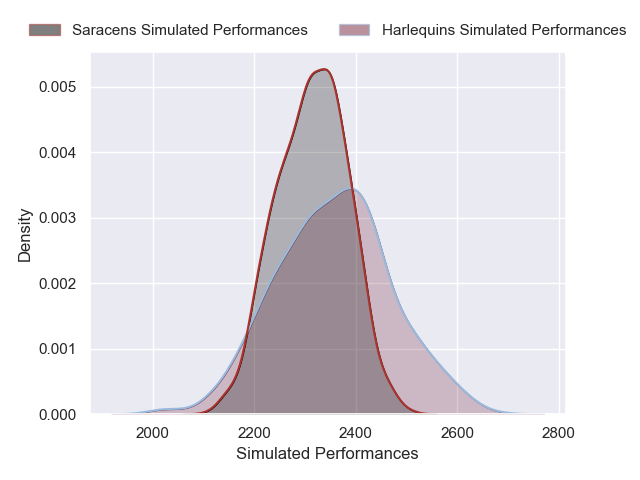 Saracens Simulated Performances Harlequins Simulated Performances
0.005
0.004
0.003
0.002
0.001
0.000
Density
2000 2200 2400 2600 2800
Simulated Performances